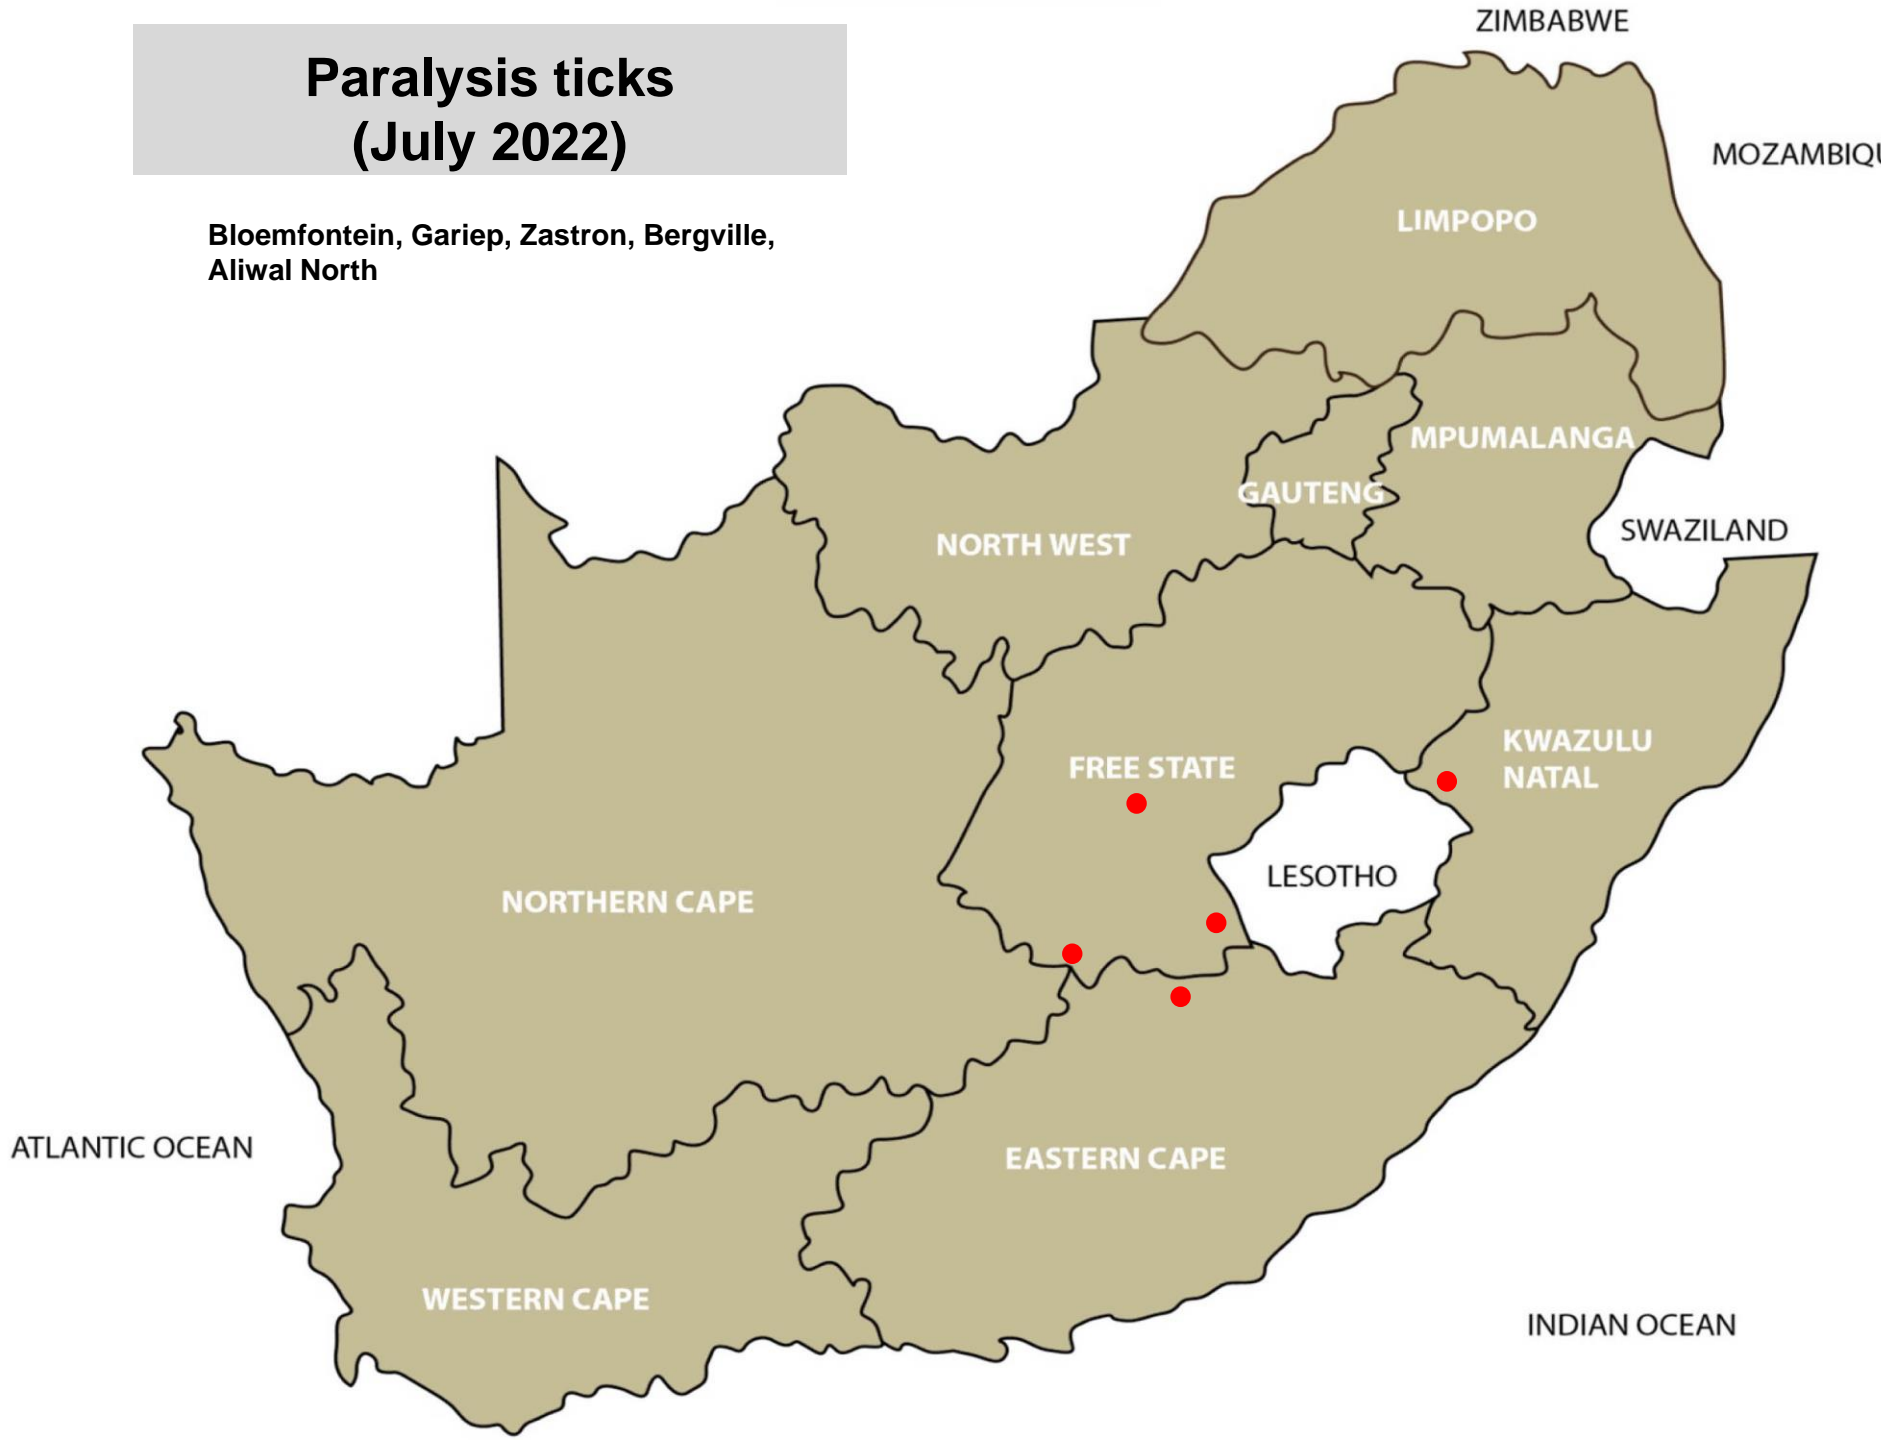 Paralysis ticks
(July 2022)
Bloemfontein, Gariep, Zastron, Bergville,
Aliwal North
ZIMBABWE
MOZAMBIQU
LIMPOPO
MPUMALANGA
GAUTENG
SWAZILAND
NORTH WEST
KWAZULU
NATAL
FREE STATE
LESOTHO
NORTHERN CAPE
ATLANTIC OCEAN
EASTERN CAPE
WESTERN CAPE
INDIAN OCEAN